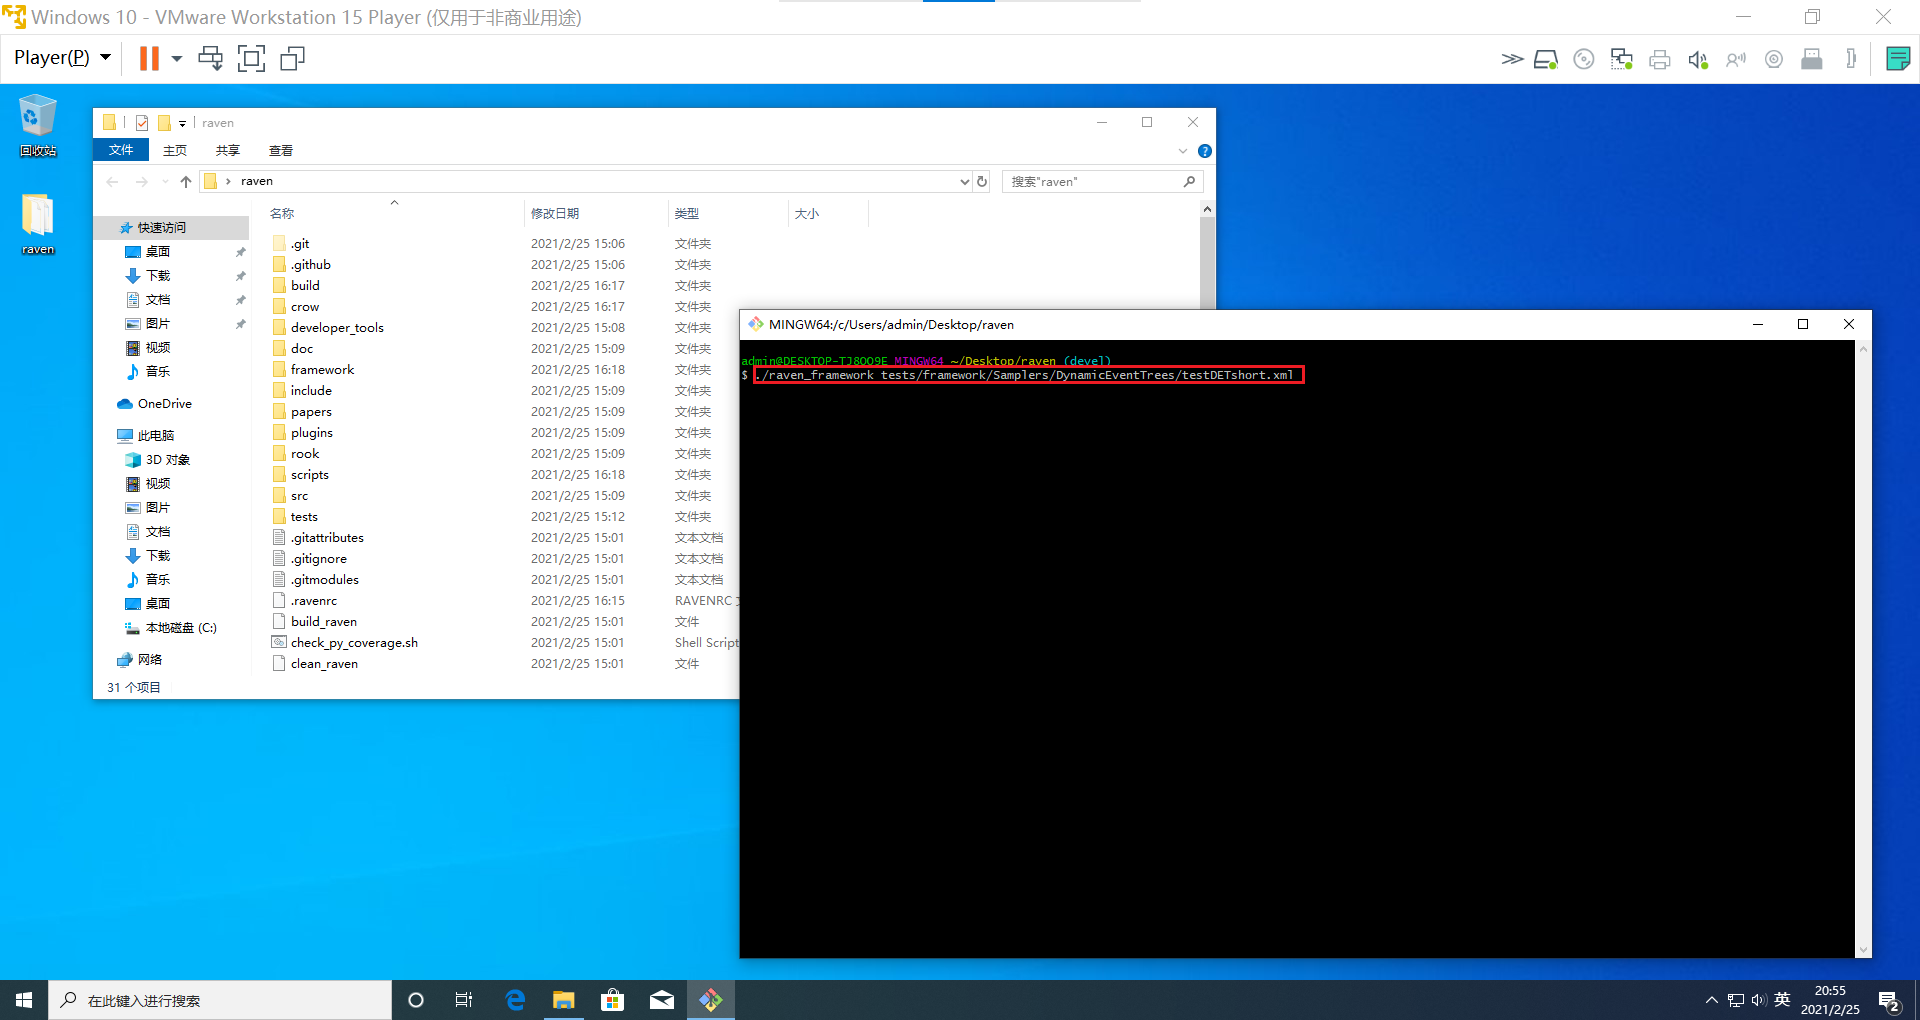 Windows 10 - VMware Workstation 15 Player (仅用于非商业用途)
Player(P)
回收站
raven
raven
文件 主页 共享 查看
raven
搜索"raven"
名称 修改日期 类型 大小
快速访问
桌面
下载
文档
图片
视频
音乐
OneDrive
此电脑
3D 对象
视频
图片
文档
下载
音乐
桌面
本地磁盘 (C:)
网络
.git 2021/2/25 15:06 文件夹
.github 2021/2/25 15:06 文件夹
build 2021/2/25 16:17 文件夹
crow 2021/2/25 16:17 文件夹
developer_tools 2021/2/25 15:08 文件夹
doc 2021/2/25 15:09 文件夹
framework 2021/2/25 16:18 文件夹
include 2021/2/25 15:09 文件夹
papers 2021/2/25 15:09 文件夹
plugins 2021/2/25 15:09 文件夹
rook 2021/2/25 15:09 文件夹
scripts 2021/2/25 16:18 文件夹
src 2021/2/25 15:09 文件夹
tests 2021/2/25 15:12 文件夹
.gitattributes 2021/2/25 15:01 文本文档
.gitignore 2021/2/25 15:01 文本文档
.gitmodules 2021/2/25 15:01 文本文档
.ravenrc 2021/2/25 16:15 RAVENRC
build_raven 2021/2/25 15:01 文件
check_py_coverage.sh 2021/2/25 15:01 Shell Script
clean_raven 2021/2/25 15:01 文件
31 个项目
MINGW64:/c/Users/admin/Desktop/raven
admin@DESKTOP-TJ8OO9E MINGW64 ~/Desktop/raven (devel)
$ ./raven_framework tests/framework/Samplers/DynamicEventTrees/testDETshort.xml
在此键入进行搜索
英
20:55
2021/2/25
2